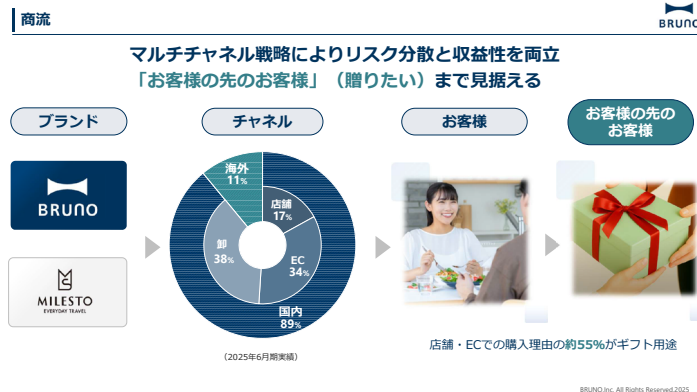 商流
BRUNO
マルチチャネル戦略によりリスク分散と収益性を両立
「お客様の先のお客様」（贈りたい）まで見据える
ブランド
チャネル
お客様
お客様の先の
お客様
BRUNO
MILESTO
EVERYDAY TRAVEL
海外
11%
店舗
17%
卸
38%
EC
34%
国内
89%
（2025年6月期実績）
店舗・ECでの購入理由の約55%がギフト用途
BRUNO,Inc. All Rights Reserved.2025